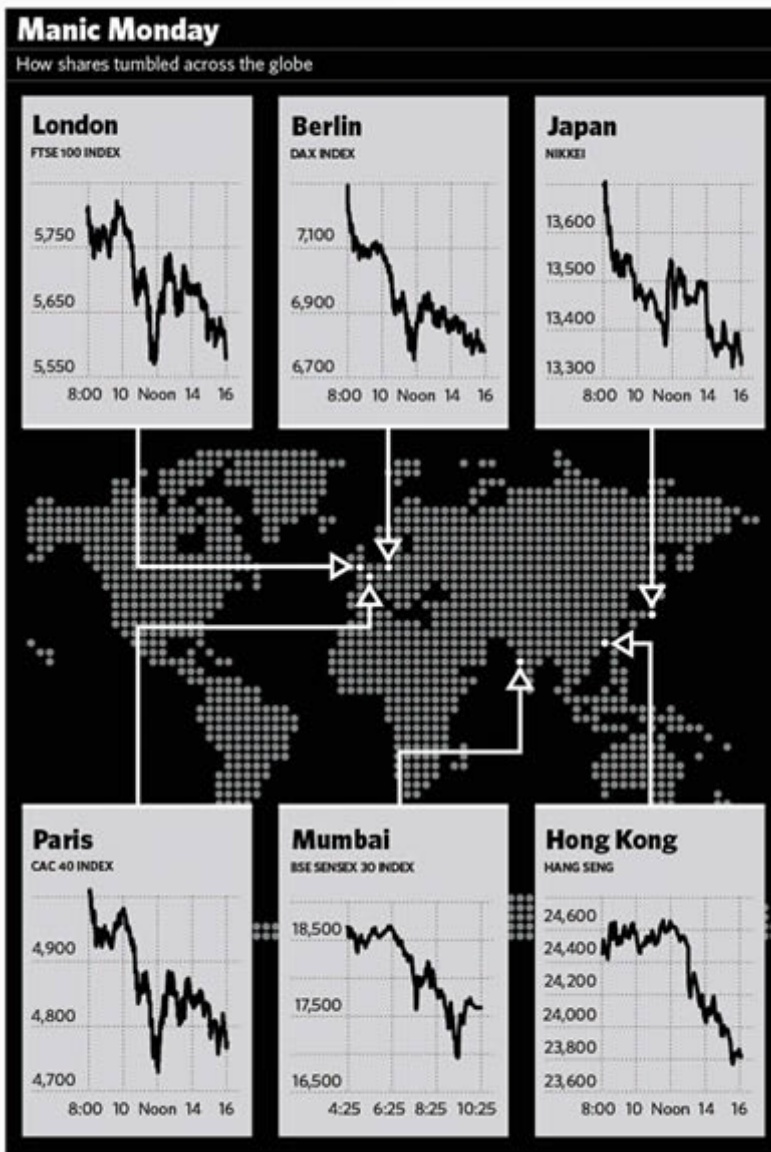 Manic Monday
How shares tumbled across the globe
London
FTSE 100 INDEX
5,750
5,650
5,550
8:00 10 Noon 14 16
Berlin
DAX INDEX
7,100
6,900
6,700
8:00 10 Noon 14 16
Japan
NIKKEI
13,600
13,500
13,400
13,300
8:00 10 Noon 14 16
Paris
CAC 40 INDEX
4,900
4,800
4,700
8:00 10 Noon 14 16
Mumbai
BSE SENSEX 30 INDEX
18,500
17,500
16,500
4:25 6:25 8:25 10:25
Hong Kong
HANG SENG
24,600
24,400
24,200
24,000
23,800
23,600
8:00 10 Noon 14 16